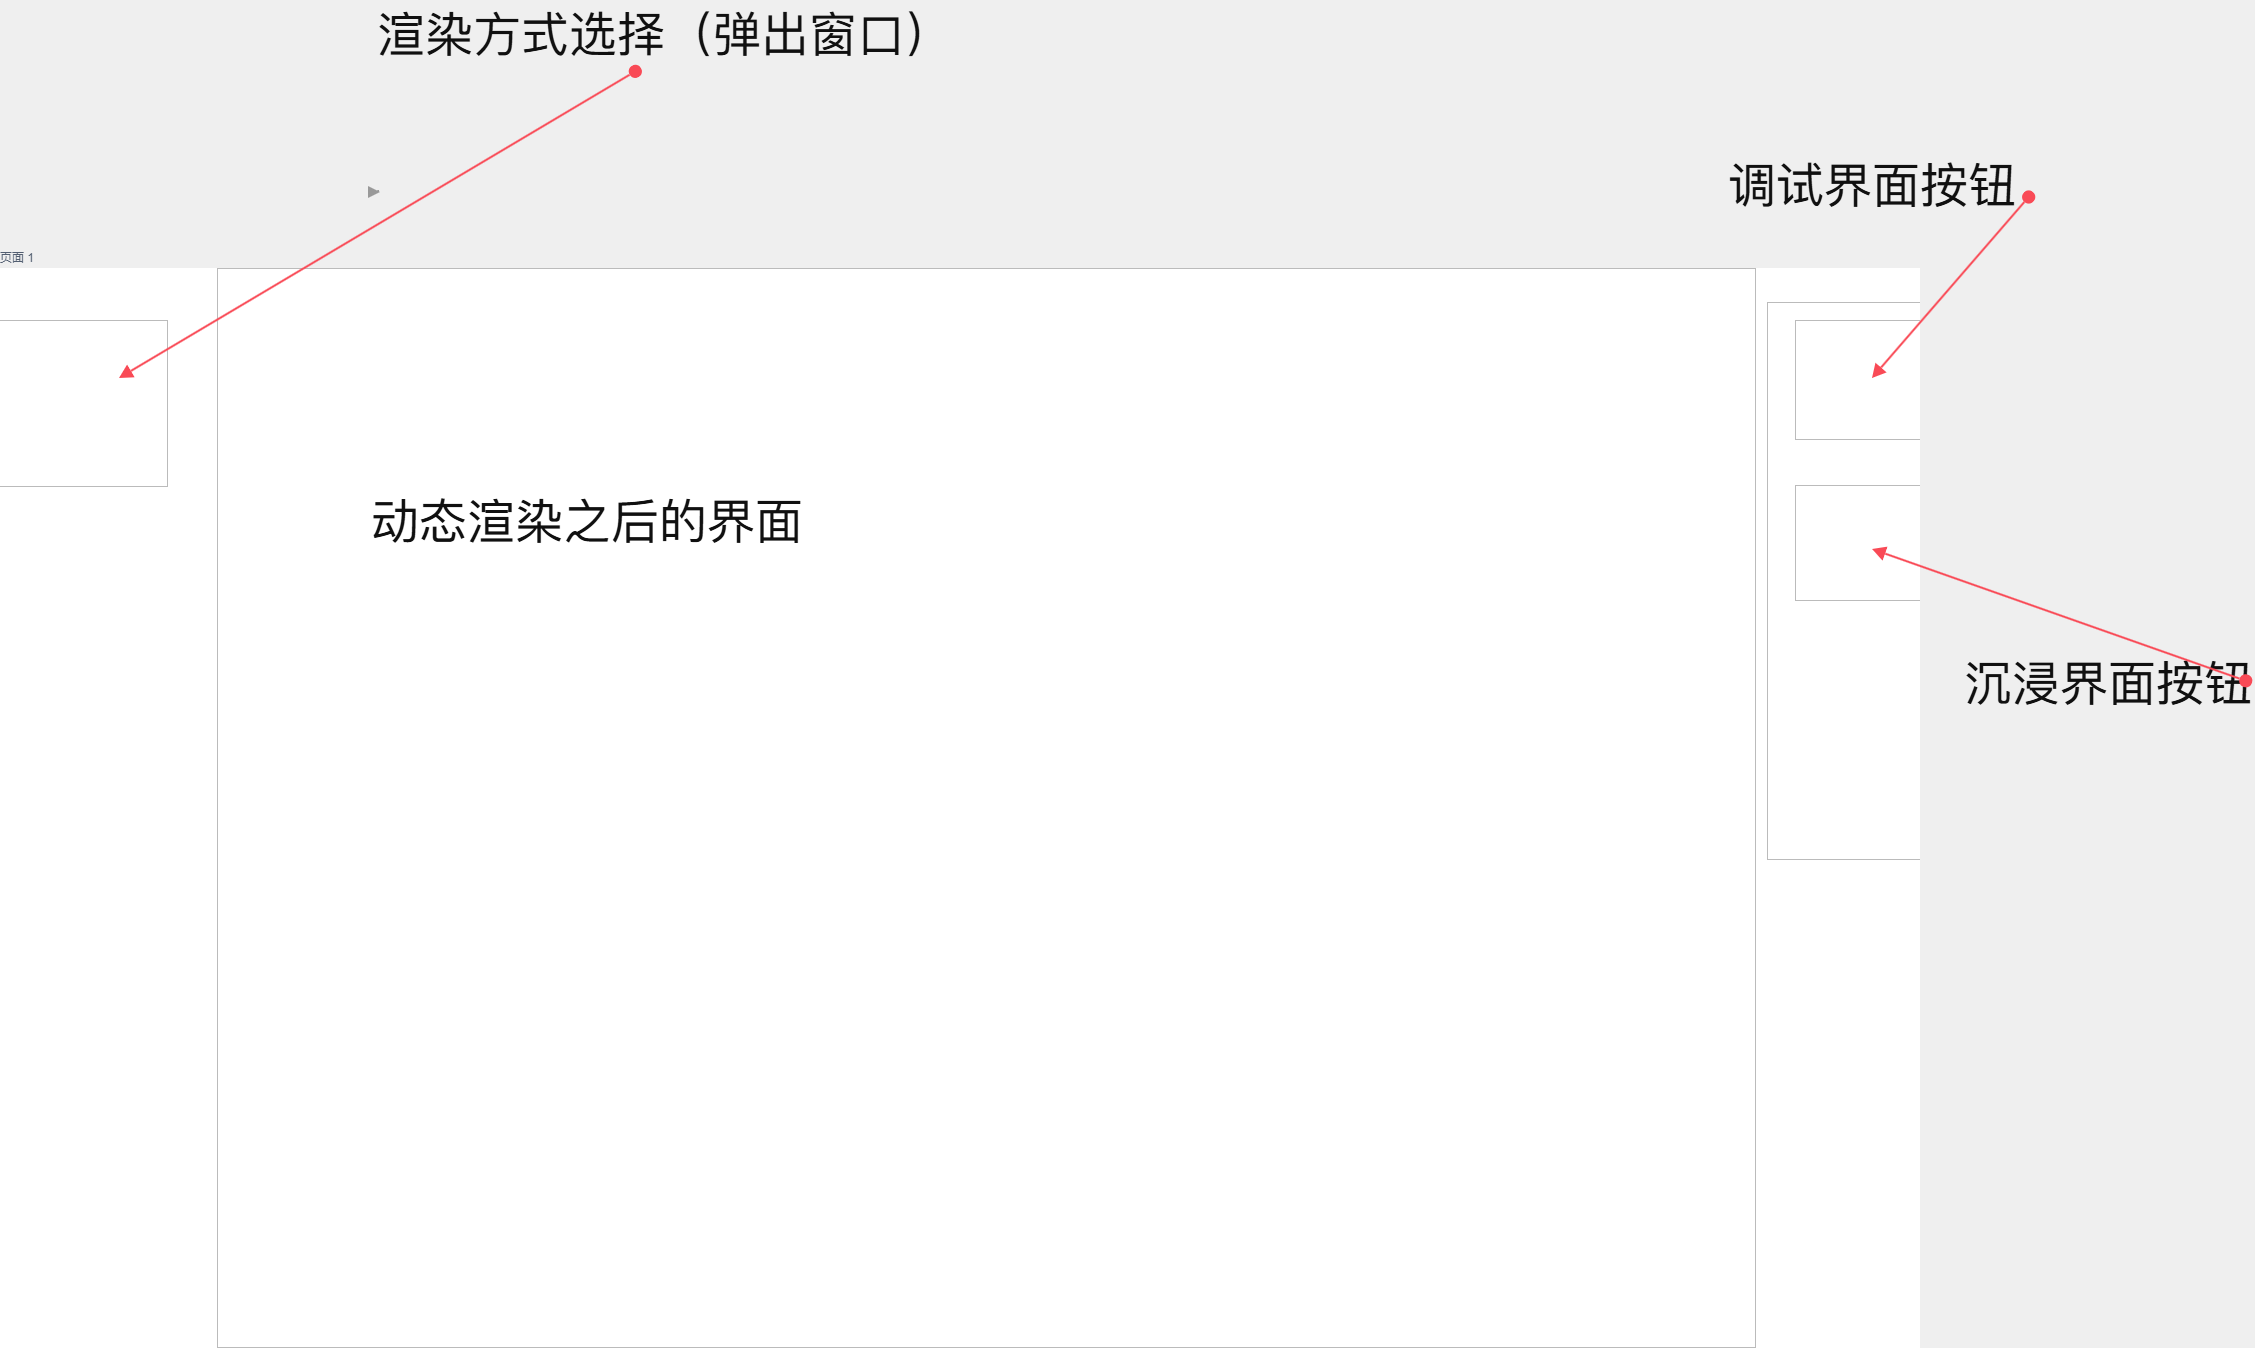 渲染方式选择（弹出窗口）
调试界面按钮
页面 1
动态渲染之后的界面
沉浸界面按钮